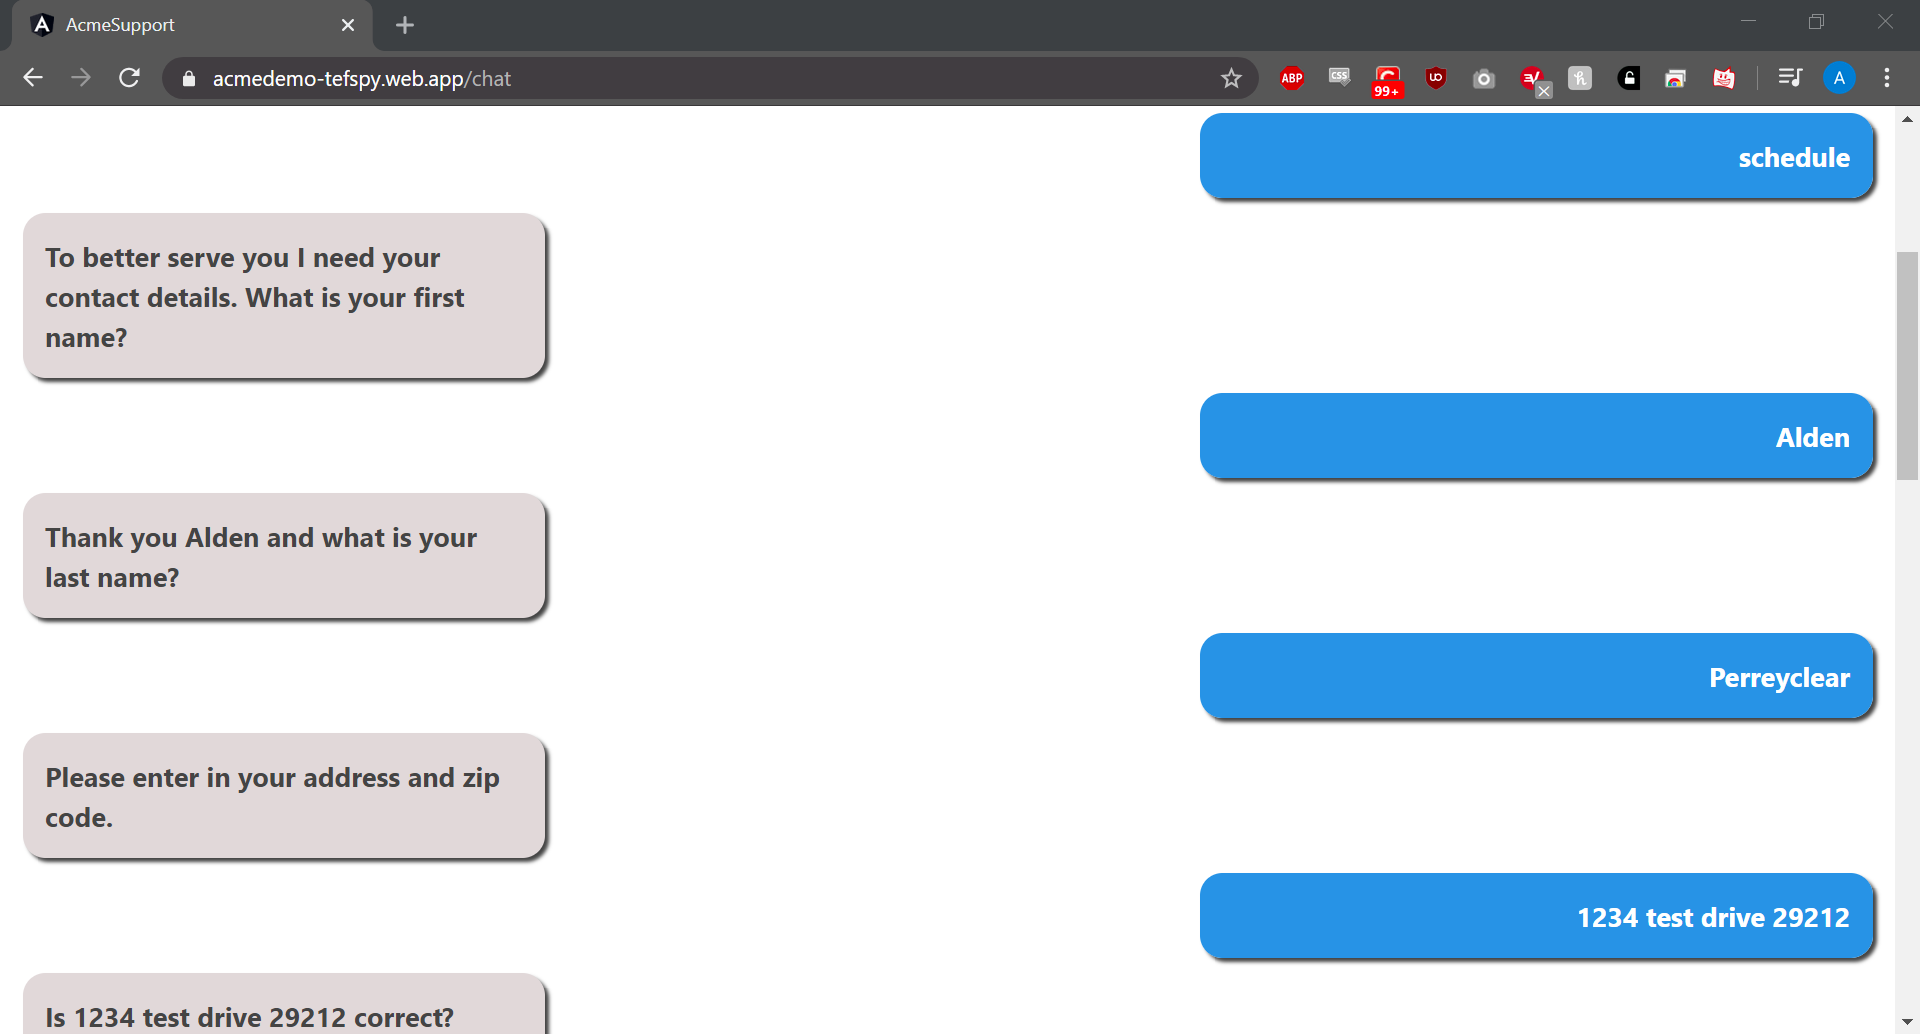 AcmeSupport
acmedemo-tefspy.web.app/chat
ABP
CSS
99+
UO
A
schedule
To better serve you I need your
contact details. What is your first
name?
Alden
Thank you Alden and what is your
last name?
Perreyclear
Please enter in your address and zip
code.
1234 test drive 29212
Is 1234 test drive 29212 correct?